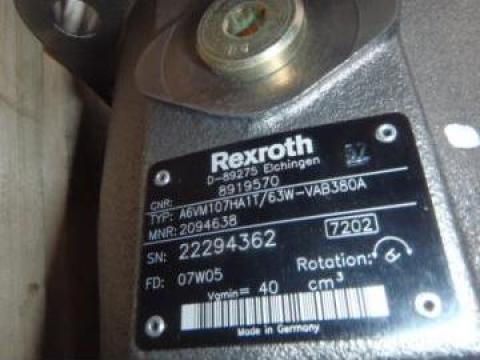 Rexroth
D-89275 Elchingen
CNR: 8919570
TYP: A6VM107HA1T/63W-VAB380A
MNR: 2094638
SN: 22294362 7202
FD: 07W05 Rotation:
Vgmin = 40 cm³
Made in Germany